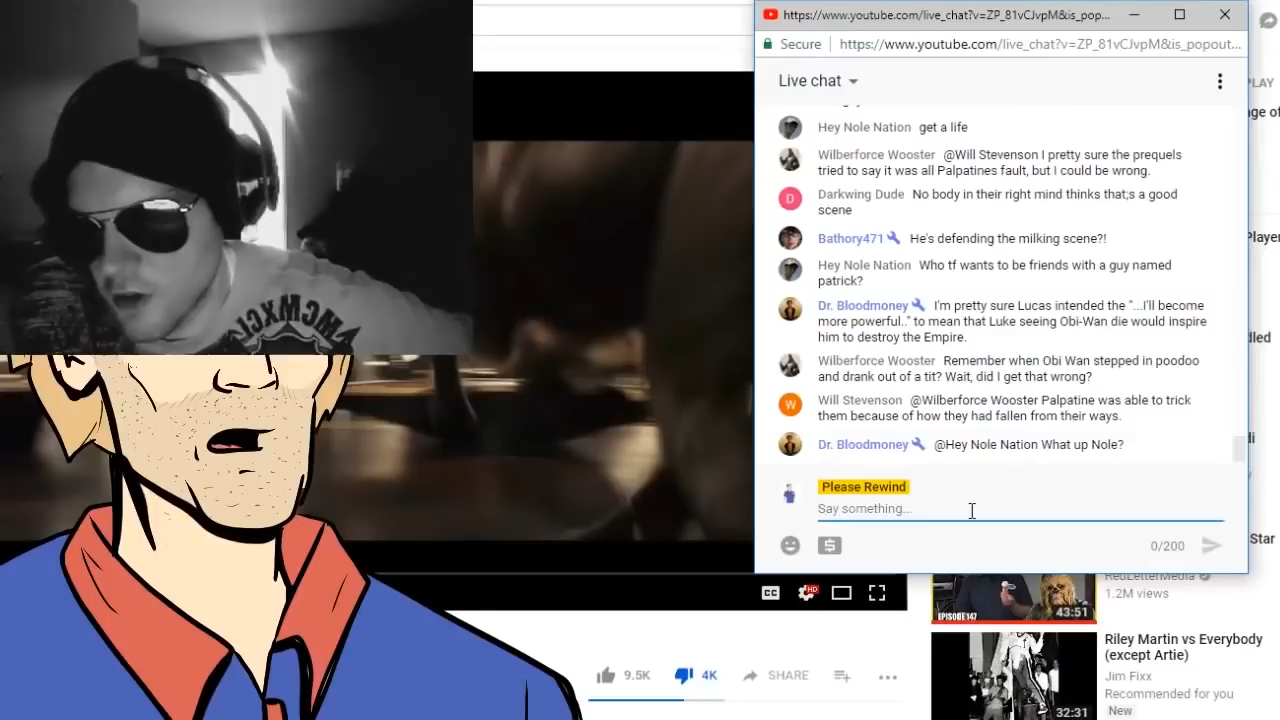 https://www.youtube.com/live_chat?v=ZP_81vCJvpM&is_pop...
Secure https://www.youtube.com/live_chat?v=ZP_81vCJvpM&is_popout...
Live chat
PLAY
Hey Nole Nation get a life
Wilberforce Wooster @Will Stevenson I pretty sure the prequels
tried to say it was all Palpatines fault, but I could be wrong.
D Darkwing Dude No body in their right mind thinks that;s a good
scene
Bathory471 He's defending the milking scene?!
Hey Nole Nation Who tf wants to be friends with a guy named
patrick?
Dr. Bloodmoney I'm pretty sure Lucas intended the "...I'll become
more powerful.." to mean that Luke seeing Obi-Wan die would inspire
him to destroy the Empire.
Wilberforce Wooster Remember when Obi Wan stepped in poodoo
and drank out of a tit? Wait, did I get that wrong?
W Will Stevenson @Wilberforce Wooster Palpatine was able to trick
them because of how they had fallen from their ways.
Dr. Bloodmoney @Hey Nole Nation What up Nole?
Please Rewind
Say something...
0/200
MCMXCI
CC HD
Star
RedLetterMedia
1.2M views
EPISODE147
43:51
9.5K 4K SHARE
Riley Martin vs Everybody
(except Artie)
Jim Fixx
Recommended for you
New
32:31